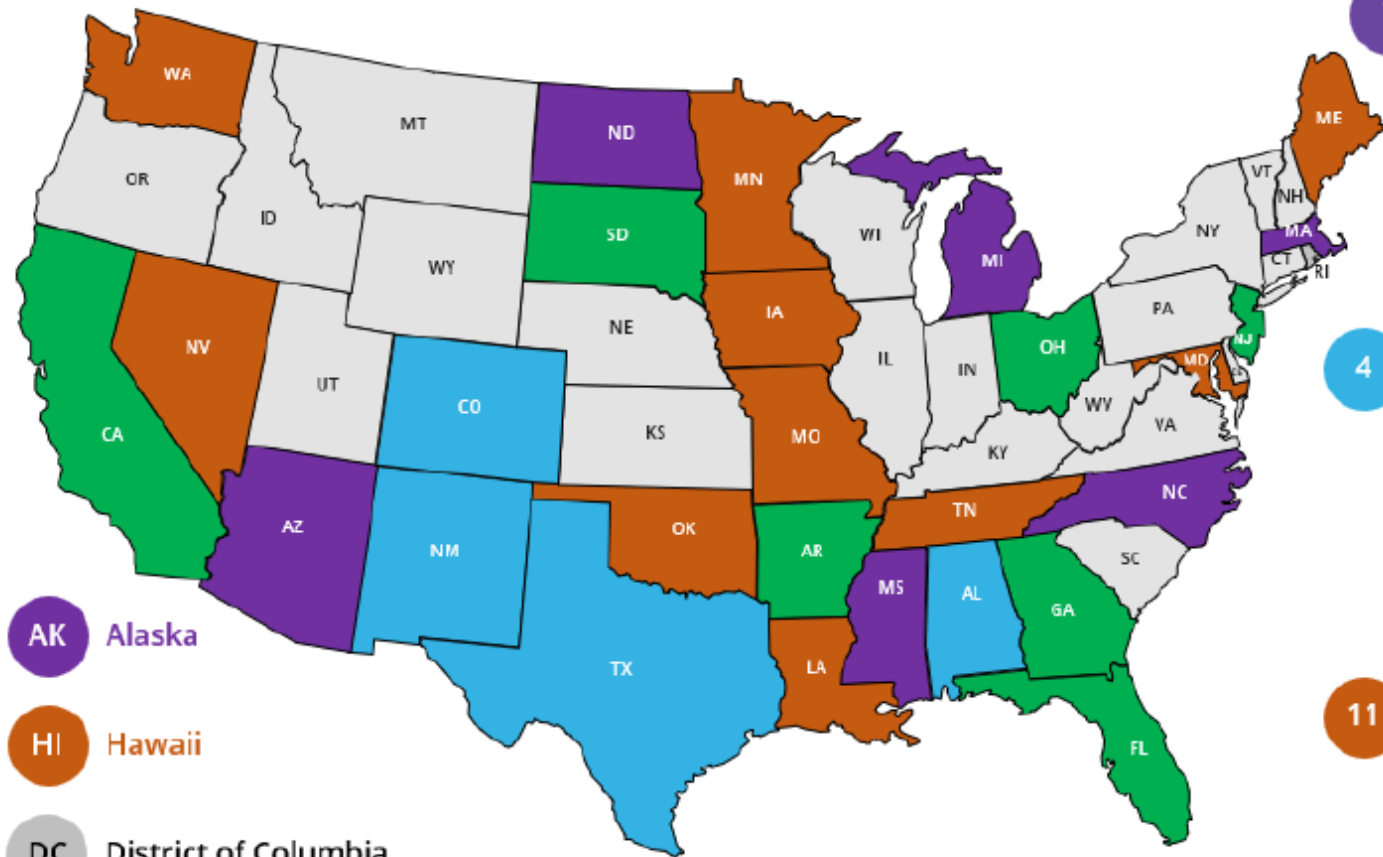 WA
MT
ND
MN
ME
OR
ID
SD
WI
MI
VT
NH
NY
MA
CT
RI
WY
NE
IA
PA
NJ
NV
UT
CO
IL
IN
OH
MD
4
CA
KS
MO
WV
VA
KY
AZ
NM
OK
AR
TN
NC
SC
MS
AL
GA
AK Alaska
TX
LA
11
HI Hawaii
FL
DC District of Columbia